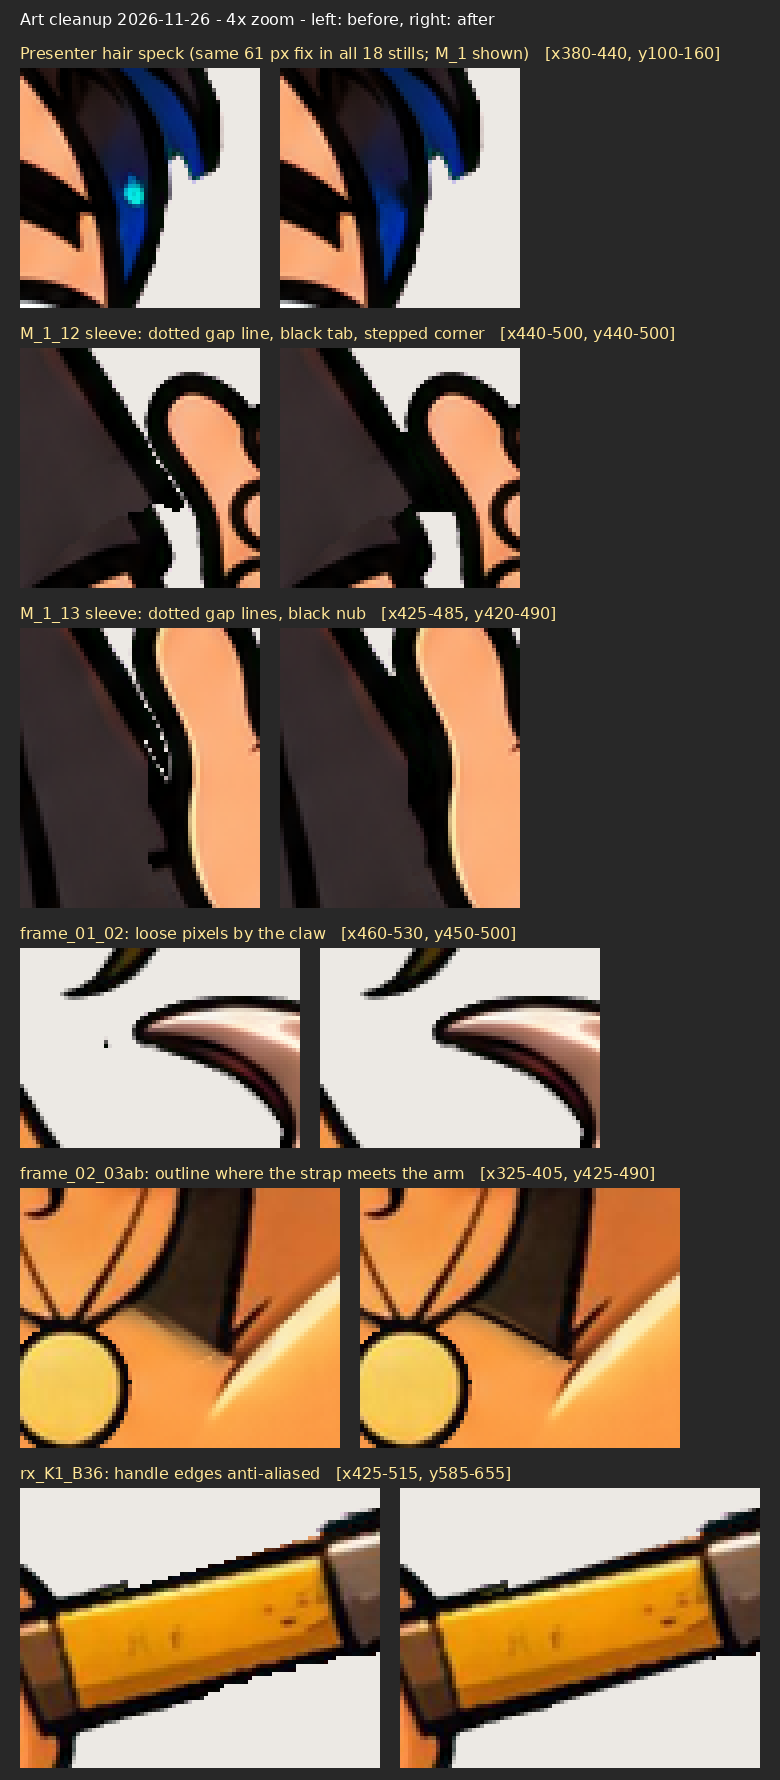 Art cleanup 2026-11-26 - 4x zoom - left: before, right: after
Presenter hair speck (same 61 px fix in all 18 stills; M_1 shown) [x380-440, y100-160]
M_1_12 sleeve: dotted gap line, black tab, stepped corner [x440-500, y440-500]
M_1_13 sleeve: dotted gap lines, black nub [x425-485, y420-490]
frame_01_02: loose pixels by the claw [x460-530, y450-500]
frame_02_03ab: outline where the strap meets the arm [x325-405, y425-490]
rx_K1_B36: handle edges anti-aliased [x425-515, y585-655]